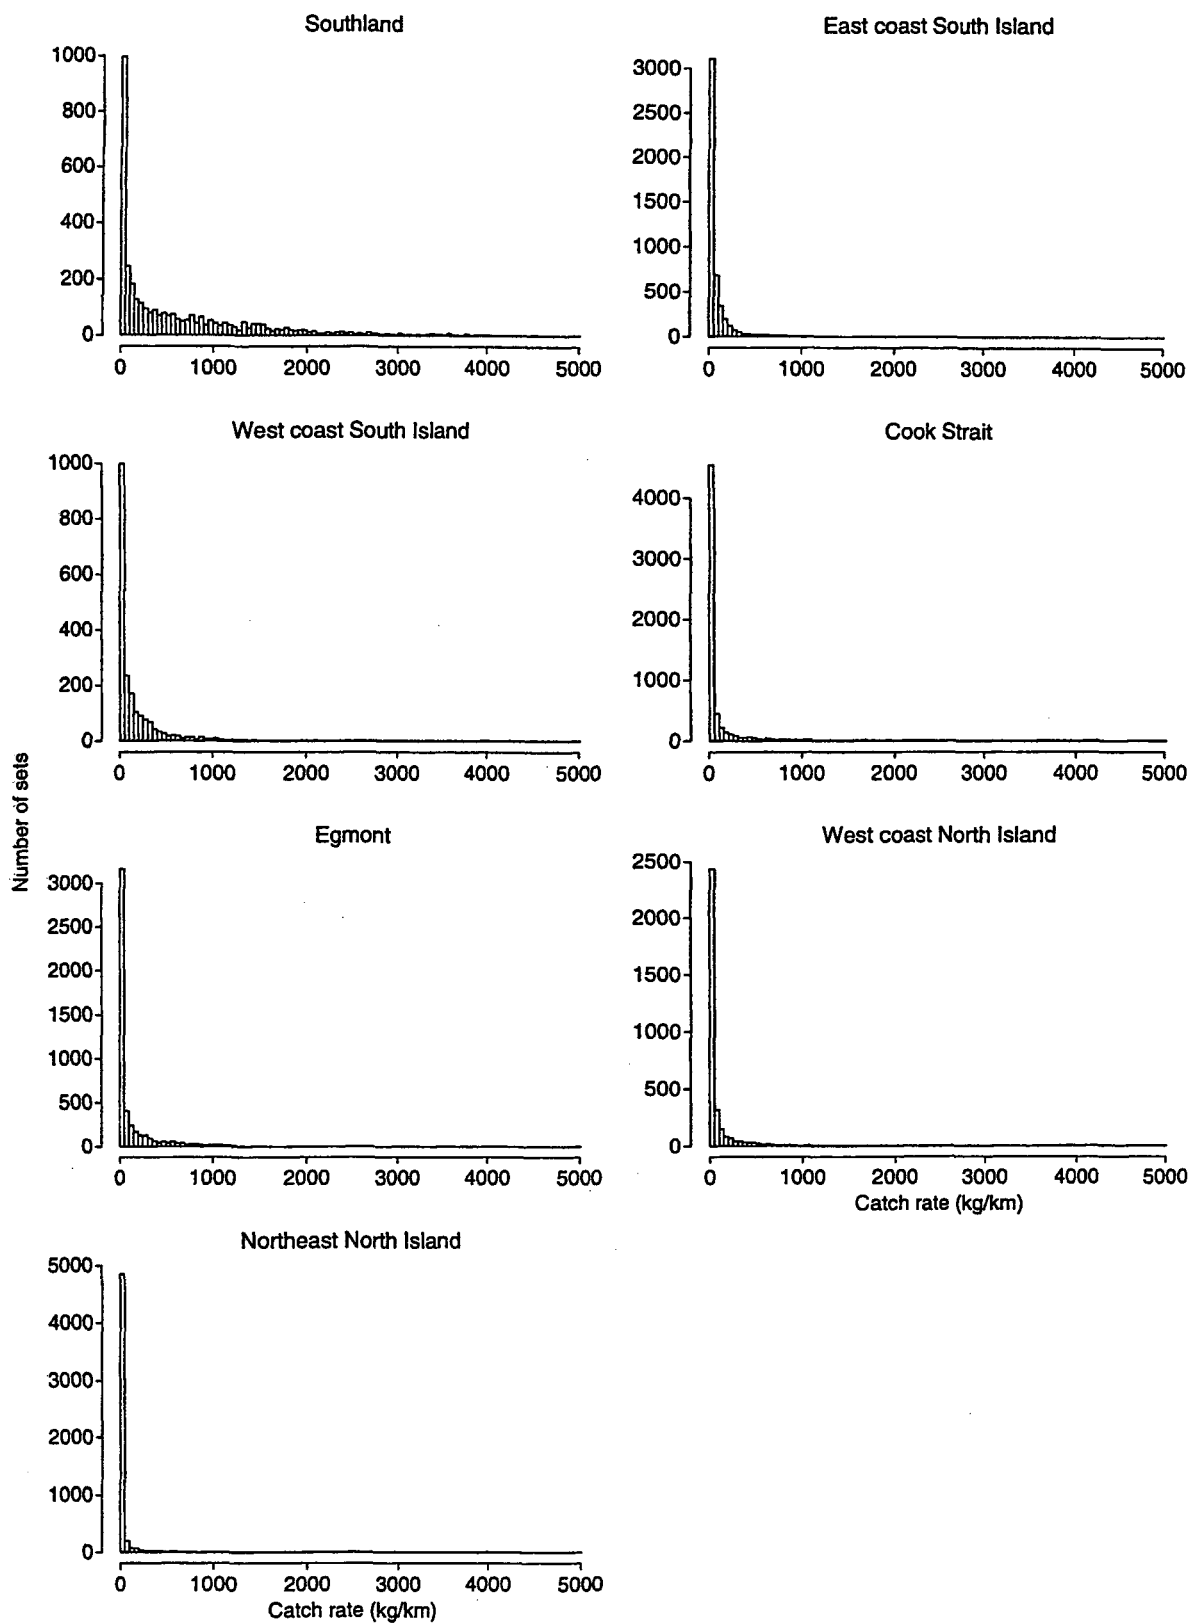 Southland
1000
800
600
400
200
0
0 1000 2000 3000 4000 5000
East coast South Island
3000
2500
2000
1500
1000
500
0
0 1000 2000 3000 4000 5000
West coast South Island
1000
800
600
400
200
0
0 1000 2000 3000 4000 5000
Cook Strait
4000
3000
2000
1000
0
0 1000 2000 3000 4000 5000
Number of sets
Egmont
3000
2500
2000
1500
1000
500
0
0 1000 2000 3000 4000 5000
West coast North Island
2500
2000
1500
1000
500
0
0 1000 2000 3000 4000 5000
Catch rate (kg/km)
Northeast North Island
5000
4000
3000
2000
1000
0
0 1000 2000 3000 4000 5000
Catch rate (kg/km)